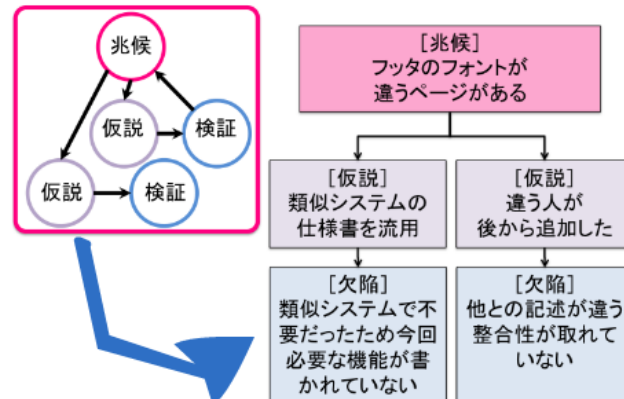 兆候
仮説
検証
仮説
検証
[兆候]
フッタのフォントが
違うページがある
[仮説]
類似システムの
仕様書を流用
[仮説]
違う人が
後から追加した
[欠陥]
類似システムで不
要だったため今回
必要な機能が書
かれていない
[欠陥]
他との記述が違う
整合性が取れて
いない